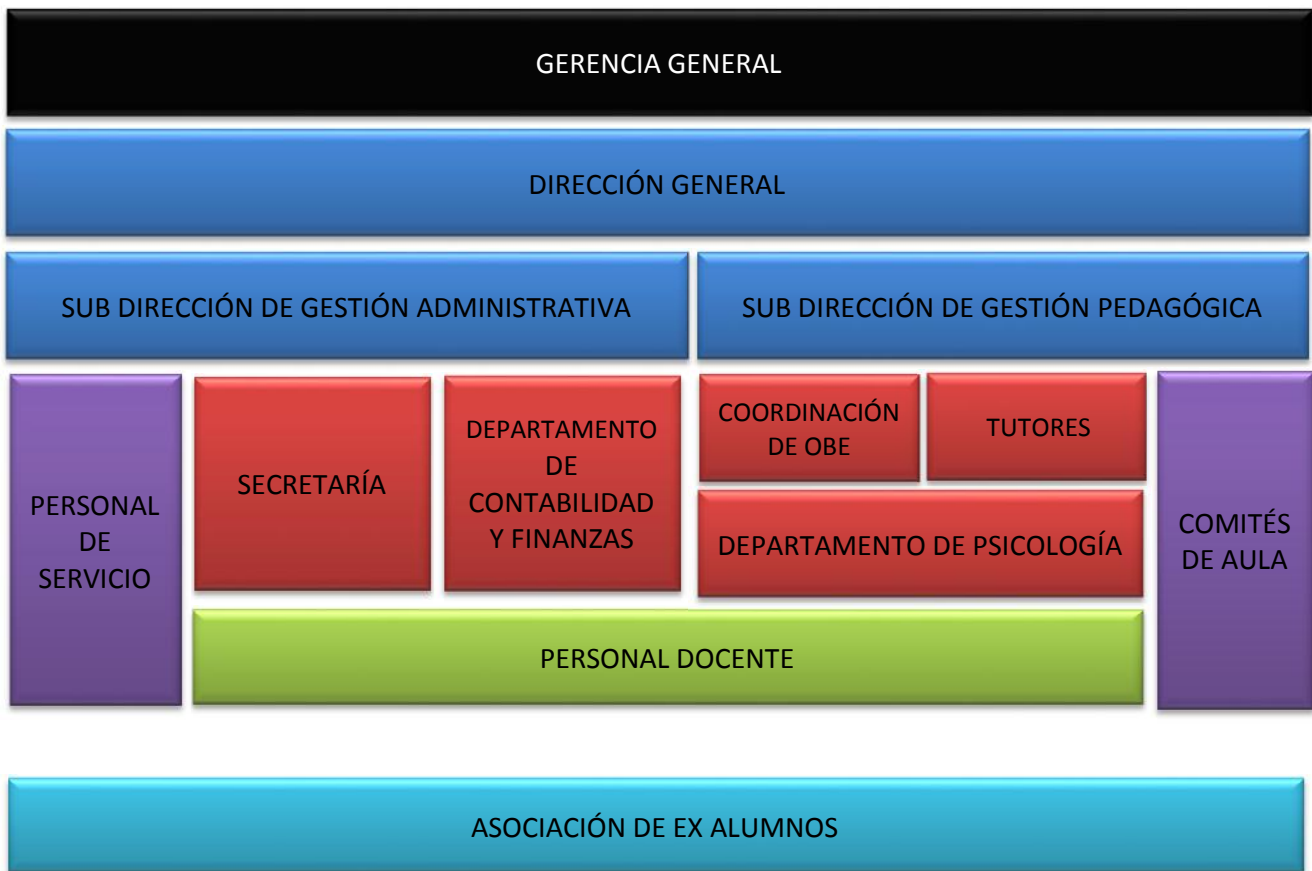 GERENCIA GENERAL
DIRECCIÓN GENERAL
SUB DIRECCIÓN DE GESTIÓN ADMINISTRATIVA
SUB DIRECCIÓN DE GESTIÓN PEDAGÓGICA
PERSONAL
DE
SERVICIO
SECRETARÍA
DEPARTAMENTO
DE
CONTABILIDAD
Y FINANZAS
COORDINACIÓN
DE OBE
TUTORES
DEPARTAMENTO DE PSICOLOGÍA
COMITÉS
DE AULA
PERSONAL DOCENTE
ASOCIACIÓN DE EX ALUMNOS